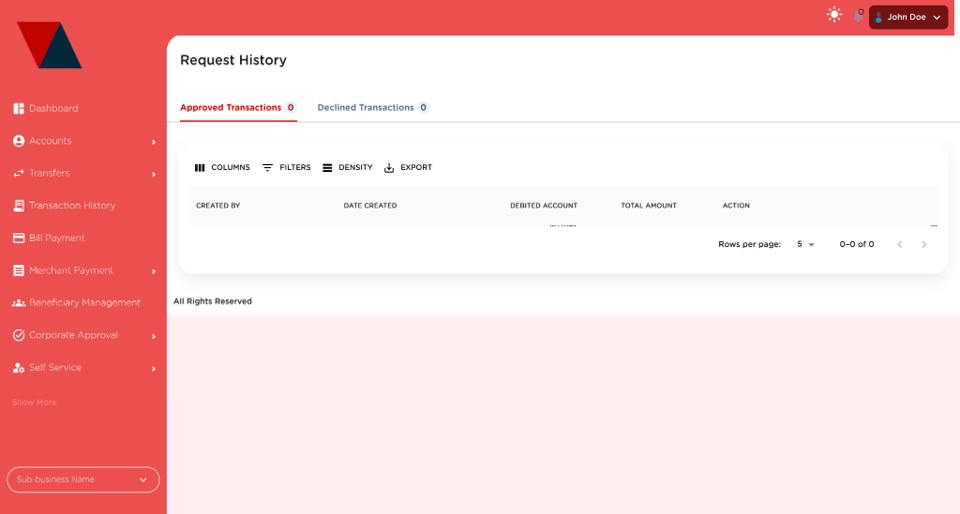 0
John Doe
Request History
Approved Transactions 0
Declined Transactions 0
Dashboard
Accounts
Transfers
Transaction History
Bill Payment
Merchant Payment
Beneficiary Management
Corporate Approval
Self Service
Show More
Sub-business Name
COLUMNS
FILTERS
DENSITY
EXPORT
CREATED BY
DATE CREATED
DEBITED ACCOUNT
TOTAL AMOUNT
ACTION
Rows per page: 5
0-0 of 0
All Rights Reserved